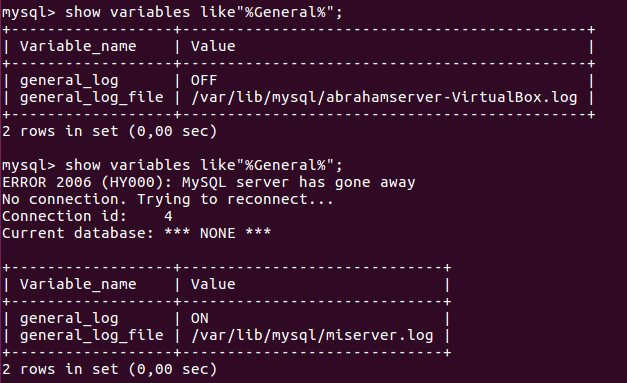 mysql> show variables like"%General%";
+------------------+------------------------------------------+
| Variable_name    | Value                                    |
+------------------+------------------------------------------+
| general_log      | OFF                                      |
| general_log_file | /var/lib/mysql/abrahamserver-VirtualBox.log |
+------------------+------------------------------------------+
2 rows in set (0,00 sec)

mysql> show variables like"%General%";
ERROR 2006 (HY000): MySQL server has gone away
No connection. Trying to reconnect...
Connection id:    4
Current database: *** NONE ***

+------------------+-----------------------------+
| Variable_name    | Value                       |
+------------------+-----------------------------+
| general_log      | ON                          |
| general_log_file | /var/lib/mysql/miserver.log |
+------------------+-----------------------------+
2 rows in set (0,00 sec)